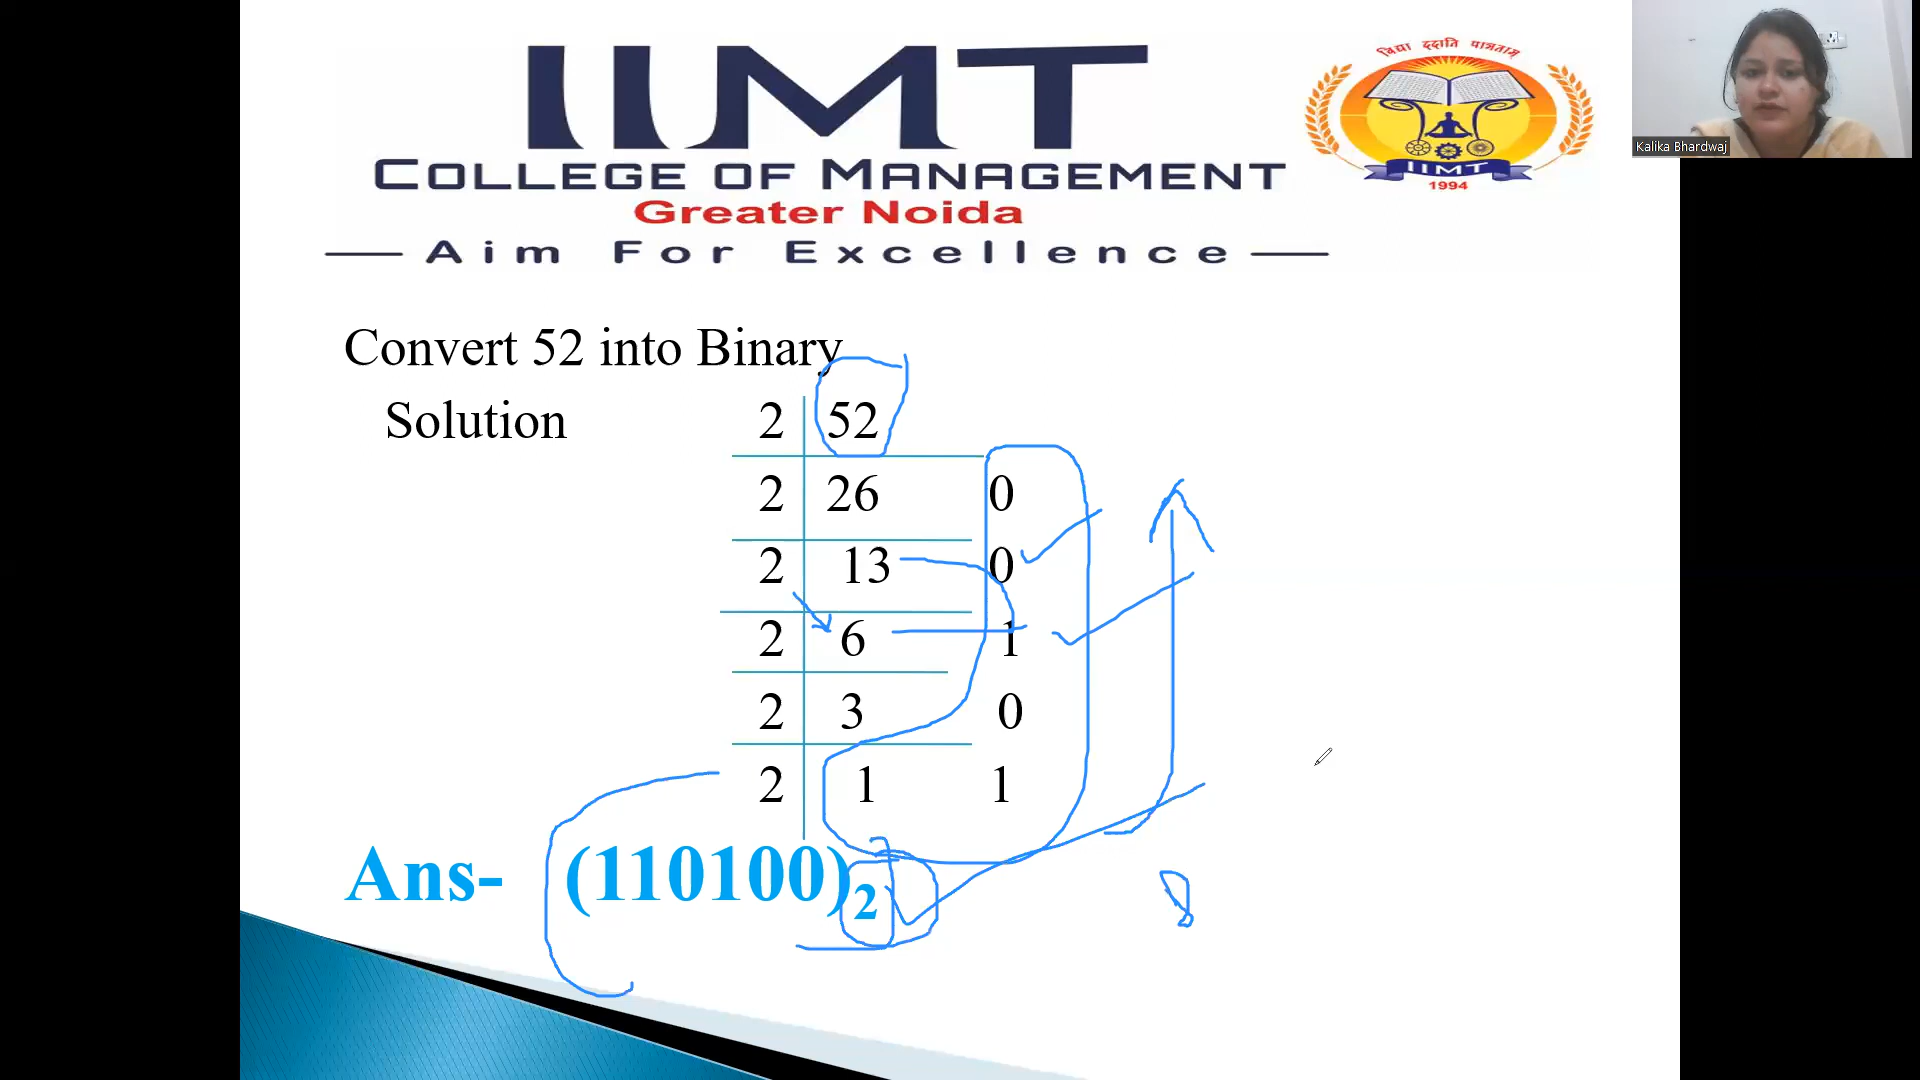 IIMT
COLLEGE OF MANAGEMENT
Greater Noida
Aim For Excellence
विद्या ददाति पात्रताम्
IIMT
1994
Kalika Bhardwaj
Convert 52 into Binary
Solution 2 52
2 26 0
2 13 0
2 6 1
2 3 0
2 1 1
Ans- (110100)2